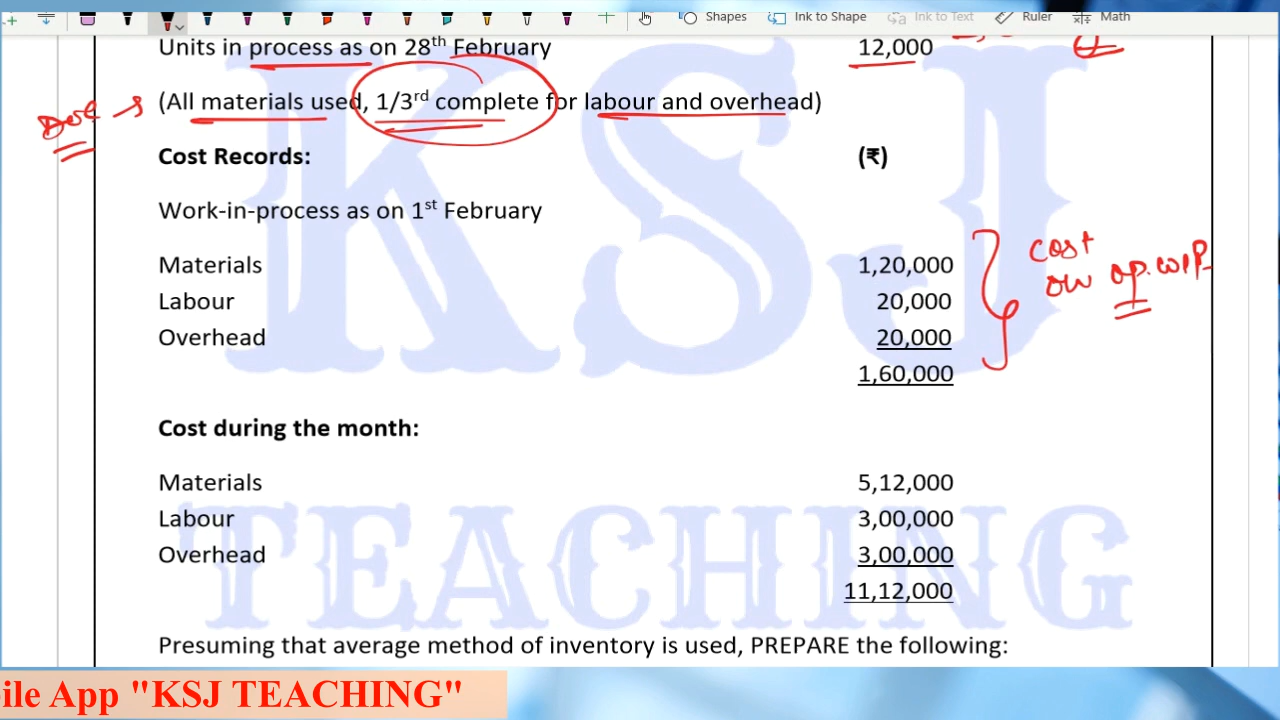 Shapes Ink to Shape Ink to Text Ruler Math
Units in process as on 28th February 12,000
(All materials used, 1/3rd complete for labour and overhead)
DOC →
Cost Records: (₹)
Work-in-process as on 1st February
Materials 1,20,000
Labour 20,000
Overhead 20,000
1,60,000
cost
on op. WIP
Cost during the month:
Materials 5,12,000
Labour 3,00,000
Overhead 3,00,000
11,12,000
Presuming that average method of inventory is used, PREPARE the following:
KSJ
TEACHING
ile App "KSJ TEACHING"